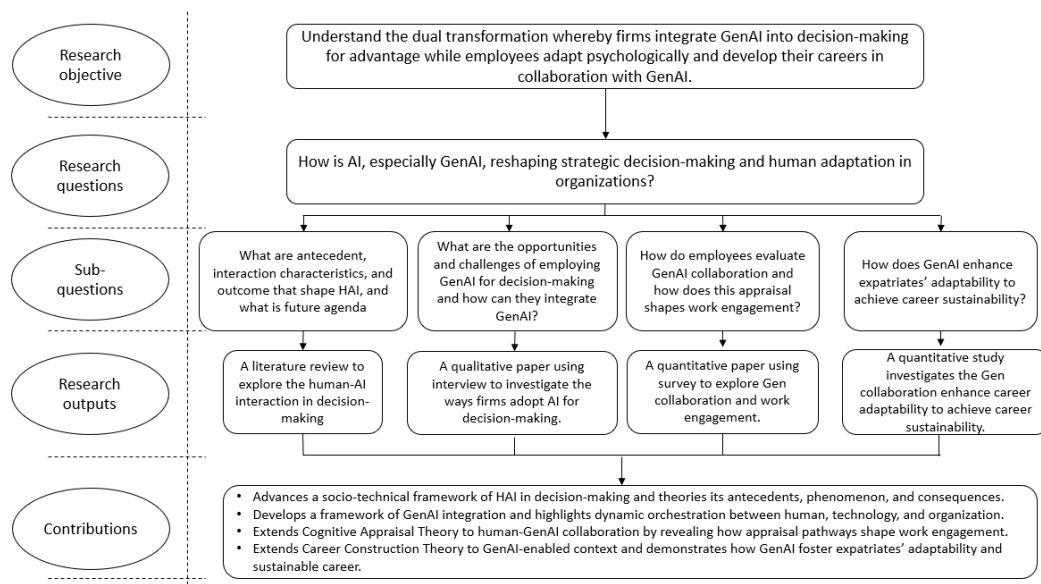 Research
objective
Understand the dual transformation whereby firms integrate GenAI into decision-making
for advantage while employees adapt psychologically and develop their careers in
collaboration with GenAI.
Research
questions
How is AI, especially GenAI, reshaping strategic decision-making and human adaptation in
organizations?
Sub-
questions
What are antecedent,
interaction characteristics, and
outcome that shape HAI, and
what is future agenda
What are the opportunities
and challenges of employing
GenAI for decision-making
and how can they integrate
GenAI?
How do employees evaluate
GenAI collaboration and
how does this appraisal
shapes work engagement?
How does GenAI enhance
expatriates’ adaptability to
achieve career sustainability?
Research
outputs
A literature review to
explore the human-AI
interaction in decision-
making
A qualitative paper using
interview to investigate the
ways firms adopt AI for
decision-making.
A quantitative paper using
survey to explore Gen
collaboration and work
engagement.
A quantitative study
investigates the Gen
collaboration enhance career
adaptability to achieve career
sustainability.
Contributions
• Advances a socio-technical framework of HAI in decision-making and theories its antecedents, phenomenon, and consequences.
• Develops a framework of GenAI integration and highlights dynamic orchestration between human, technology, and organization.
• Extends Cognitive Appraisal Theory to human-GenAI collaboration by revealing how appraisal pathways shape work engagement.
• Extends Career Construction Theory to GenAI-enabled context and demonstrates how GenAI foster expatriates’ adaptability and
sustainable career.